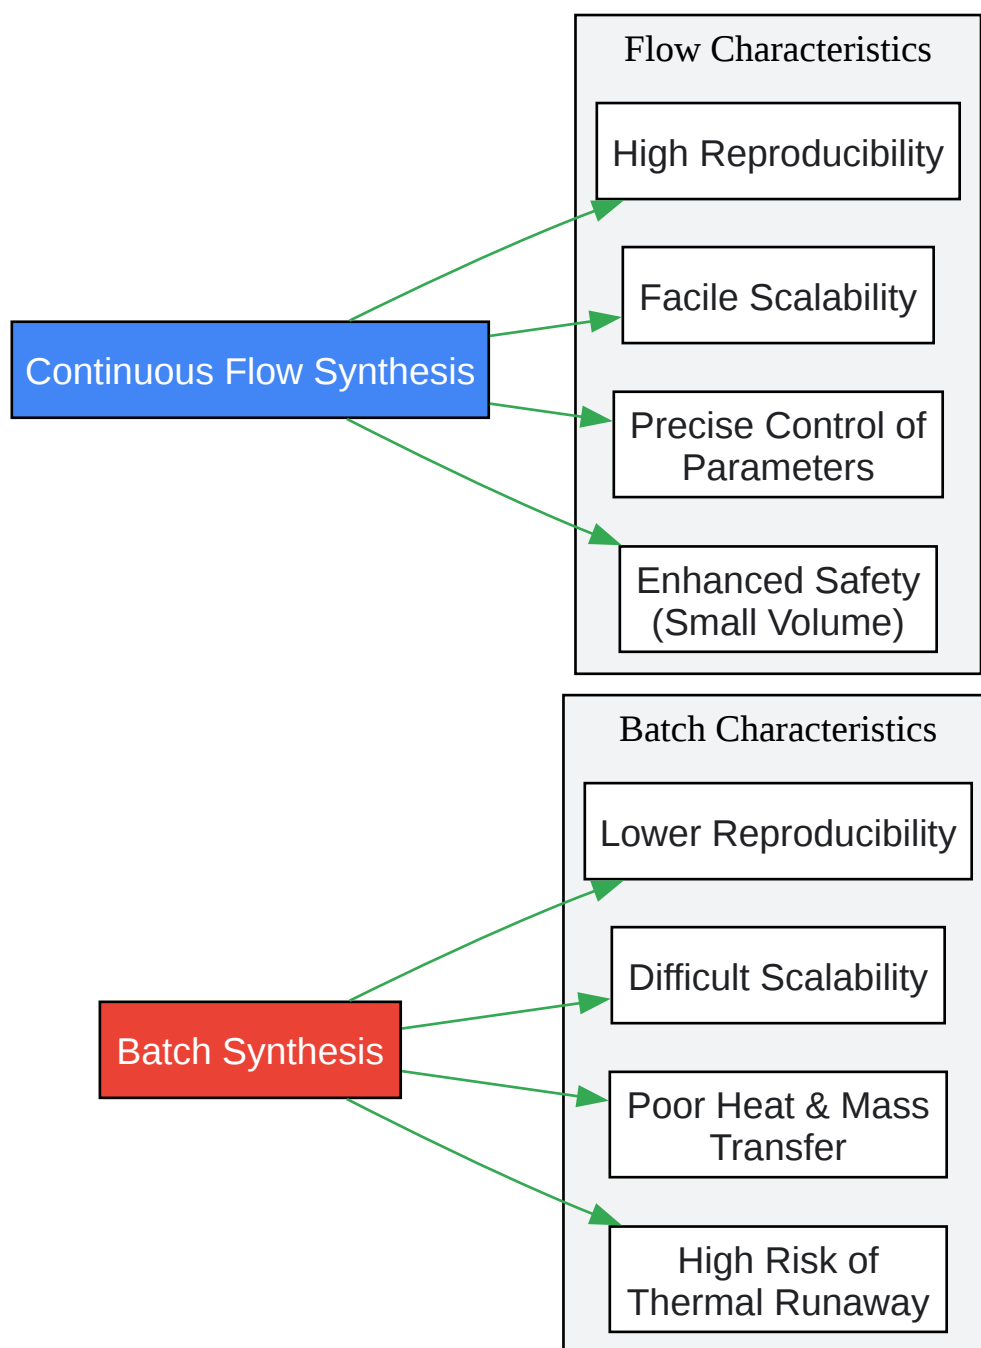 Flow Characteristics
High Reproducibility
Facile Scalability
Continuous Flow Synthesis
Precise Control of
Parameters
Enhanced Safety
(Small Volume)
Batch Characteristics
Lower Reproducibility
Difficult Scalability
Batch Synthesis
Poor Heat & Mass
Transfer
High Risk of
Thermal Runaway